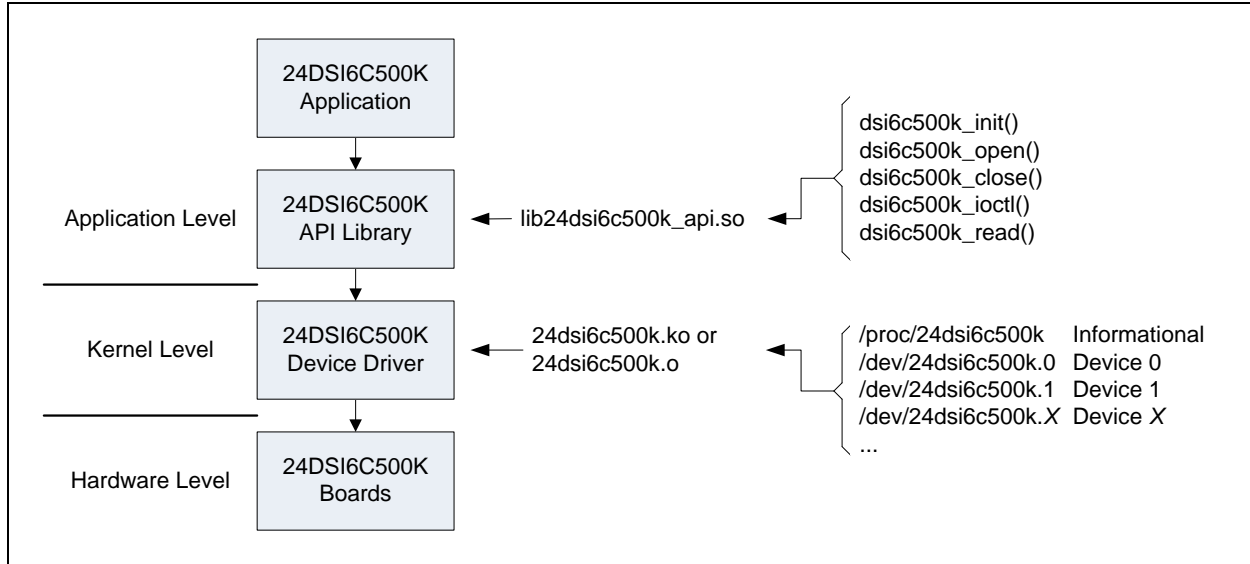 24DSI6C500K
Application
Application Level
24DSI6C500K
API Library
lib24dsi6c500k_api.so
dsi6c500k_init()
dsi6c500k_open()
dsi6c500k_close()
dsi6c500k_ioctl()
dsi6c500k_read()
Kernel Level
24DSI6C500K
Device Driver
24dsi6c500k.ko or
24dsi6c500k.o
/proc/24dsi6c500k Informational
/dev/24dsi6c500k.0 Device 0
/dev/24dsi6c500k.1 Device 1
/dev/24dsi6c500k.X Device X
...
Hardware Level
24DSI6C500K
Boards